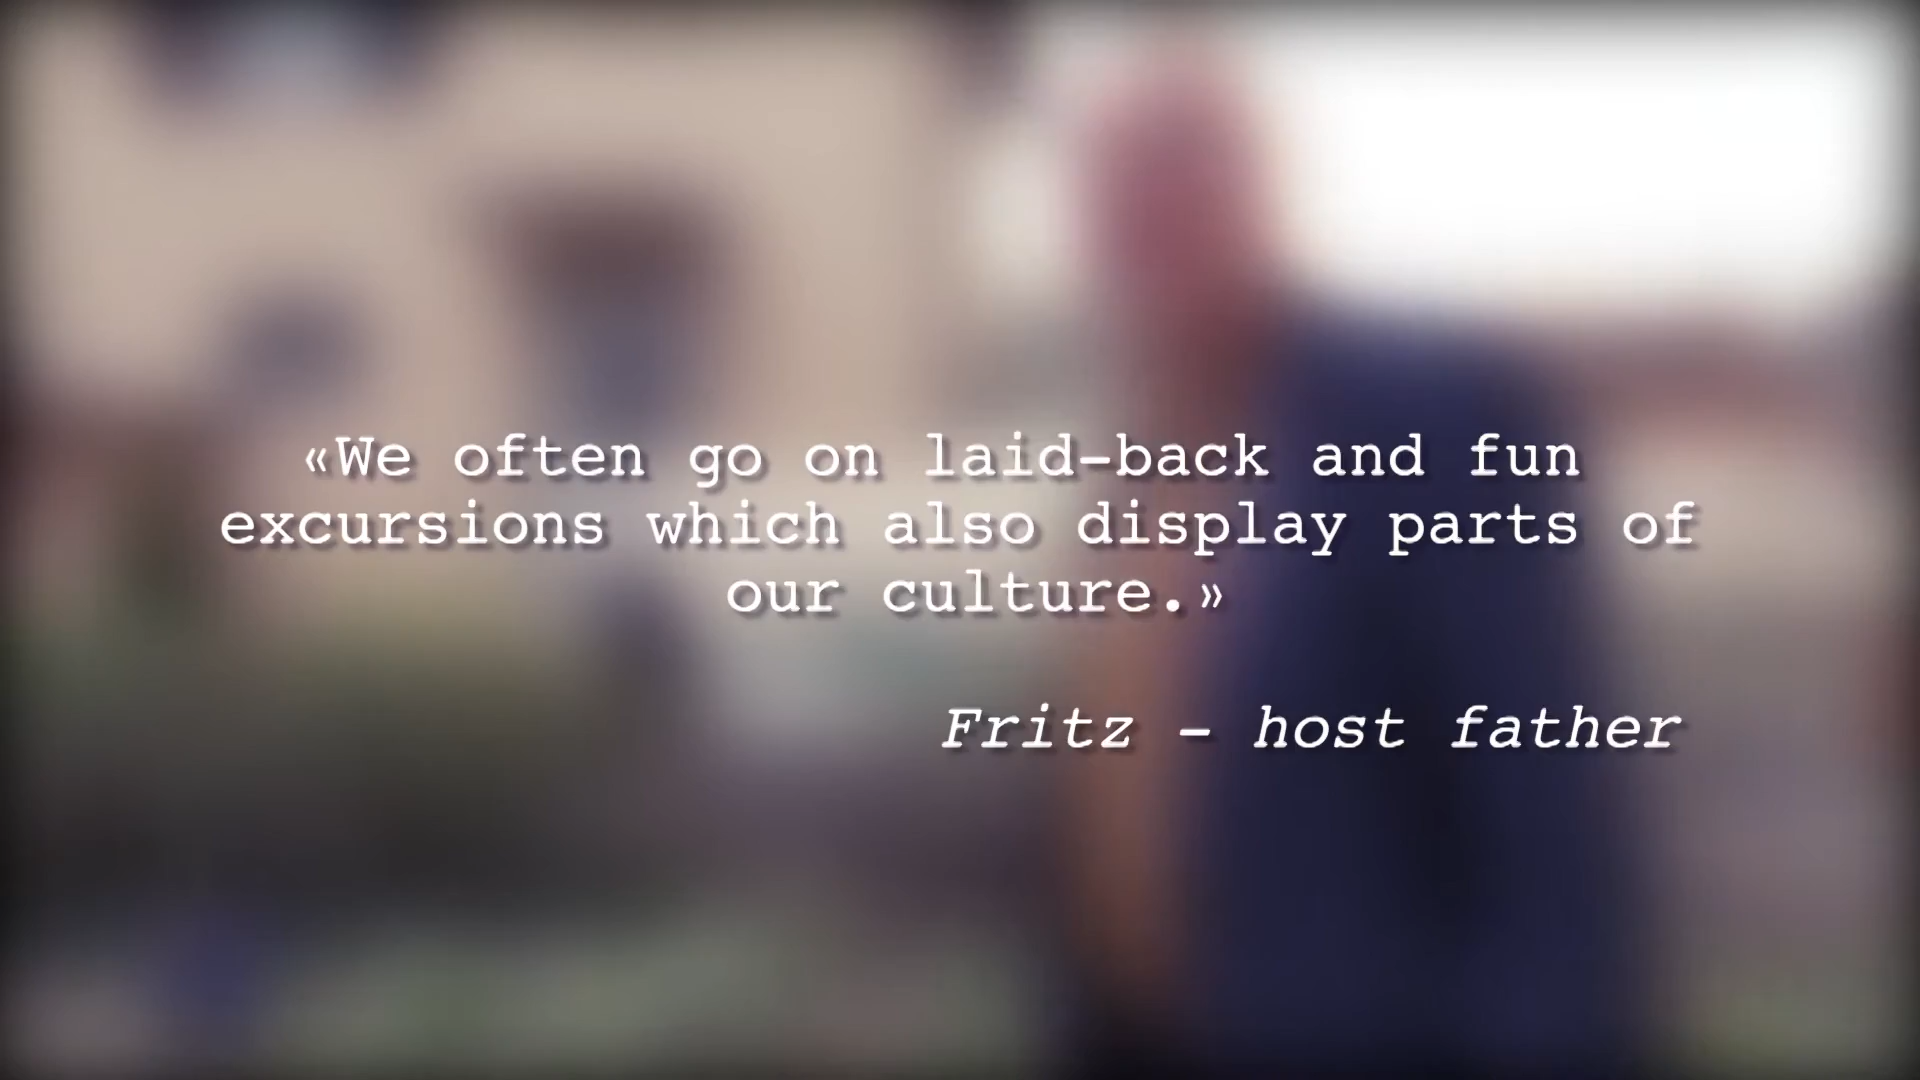 «We often go on laid-back and fun
excursions which also display parts of
our culture.»
Fritz - host father